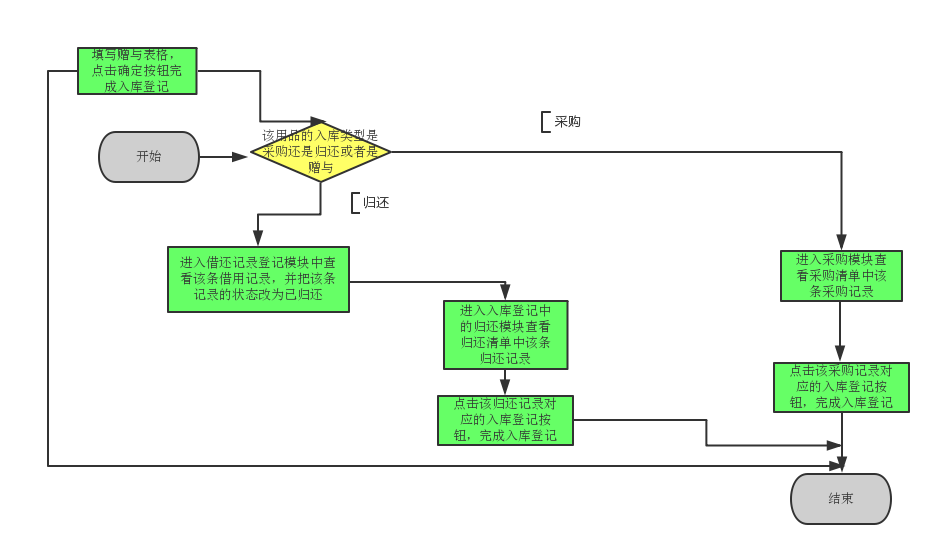 填写赠与表格，
点击确定按钮完
成入库登记
采购
该用品的入库类型是
采购还是归还或者是
赠与
开始
归还
进入借还记录登记模块中查
看该条借用记录，并把该条
记录的状态改为已归还
进入采购模块查
看采购清单中该
条采购记录
进入入库登记中
的归还模块查看
归还清单中该条
归还记录
点击该采购记录对
应的入库登记按
钮，完成入库登记
点击该归还记录对
应的入库登记按
钮，完成入库登记
结束